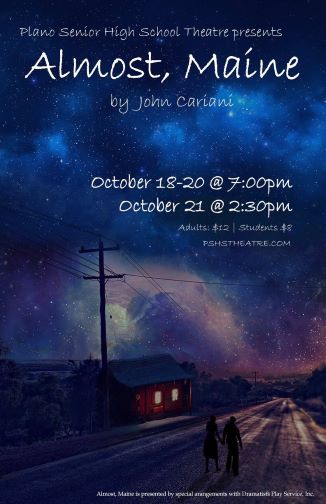 Plano Senior High School Theatre presents
Almost, Maine
by John Cariani
October 18-20 @ 7:00pm
October 21 @ 2:30pm
Adults: $12 | Students $8
PSHSTHEATRE.COM
Almost, Maine is presented by special arangements with Dramatists Play Service, Inc.